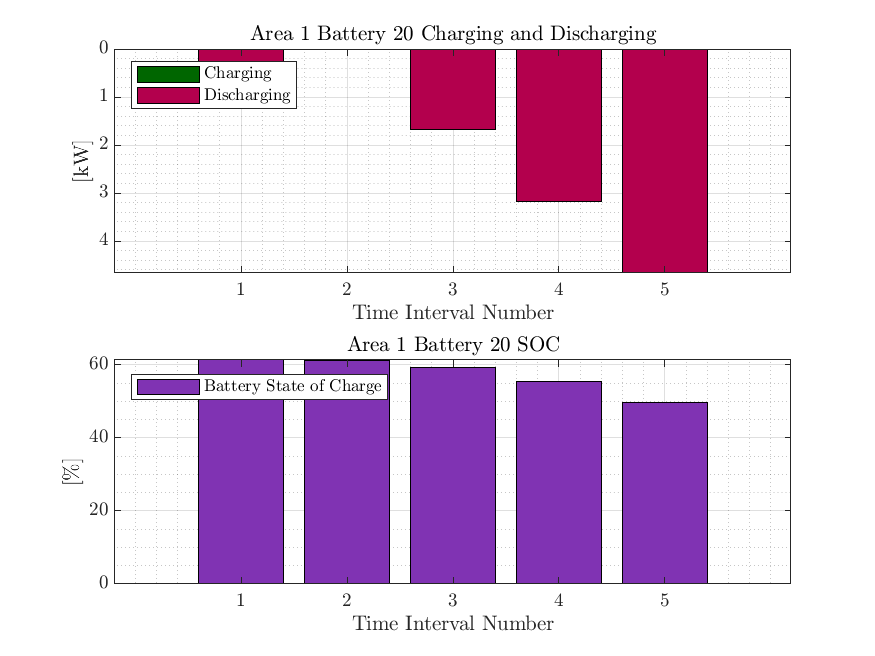 Area 1 Battery 20 Charging and Discharging
0
1
2
3
4
[kW]
Charging
Discharging
1 2 3 4 5
Time Interval Number
Area 1 Battery 20 SOC
60
40
20
0
[%]
Battery State of Charge
1 2 3 4 5
Time Interval Number